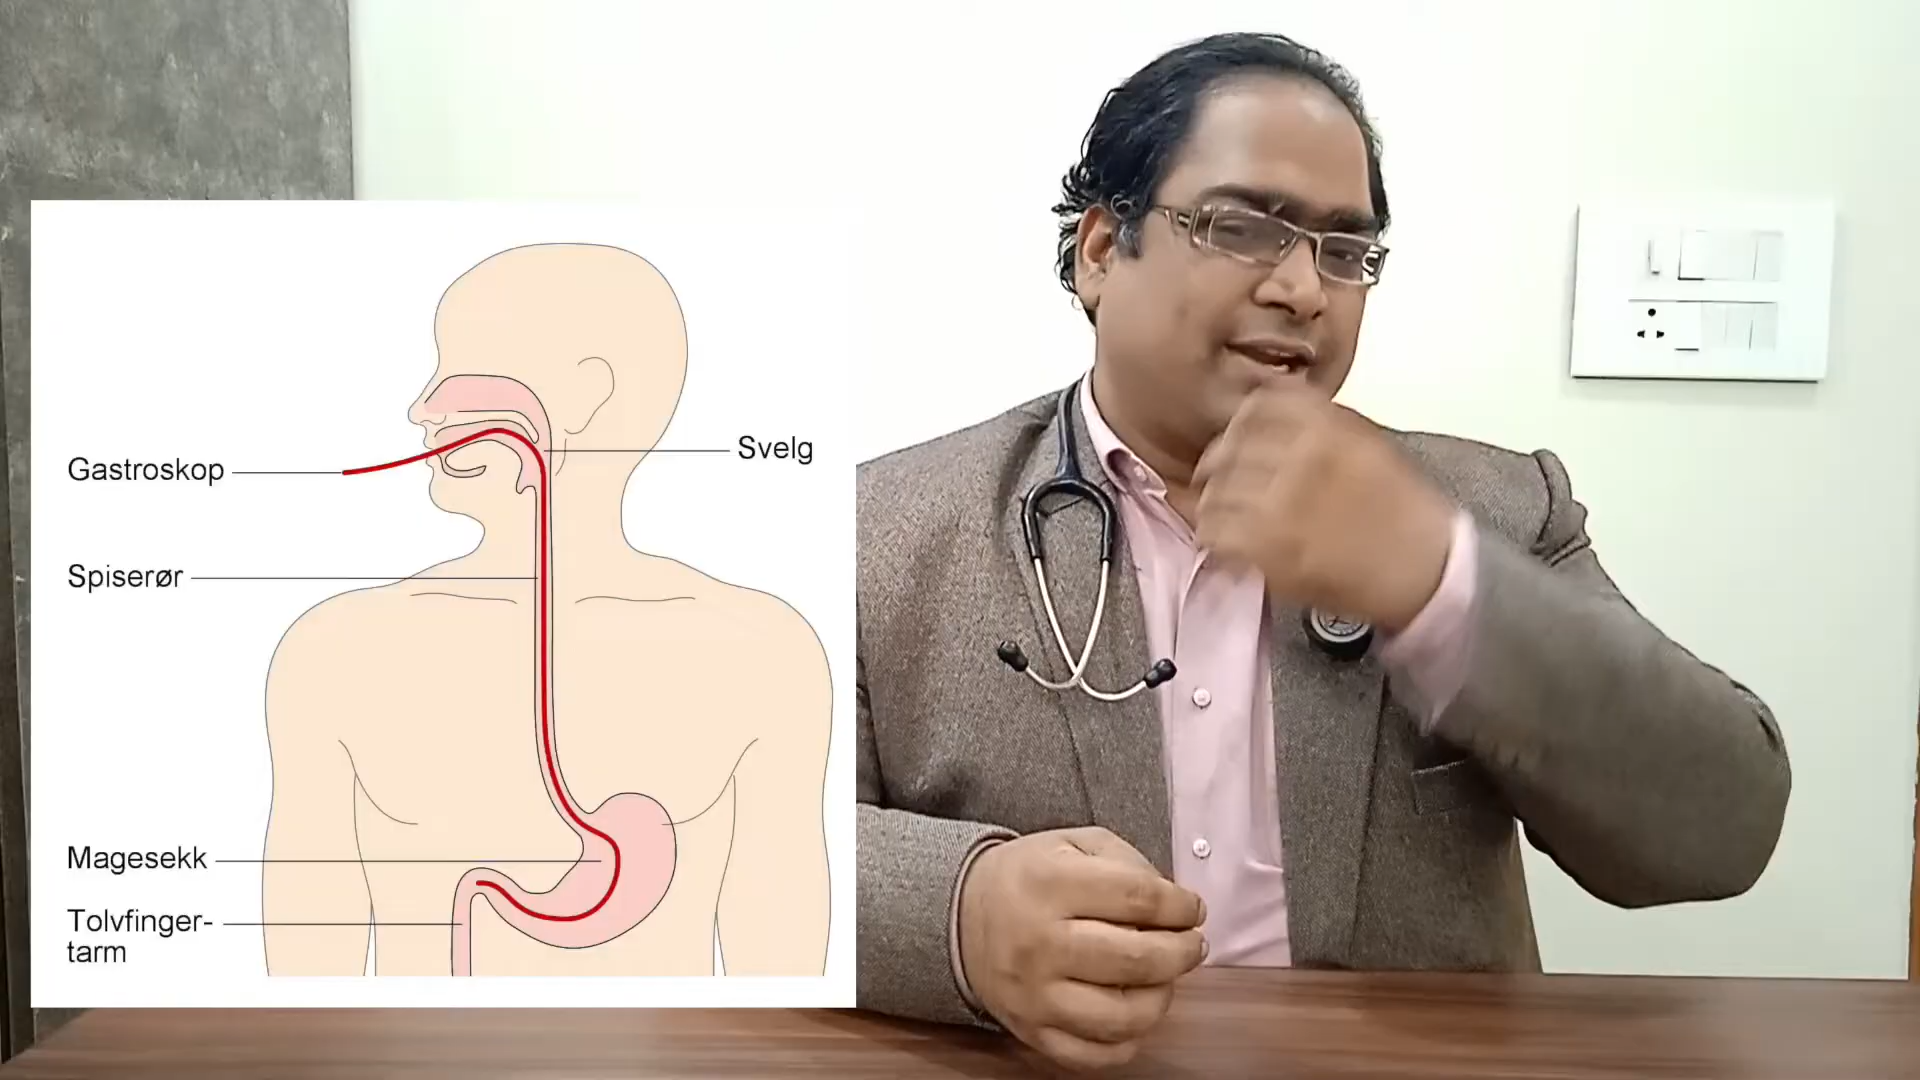 Svelg
Gastroskop
Spiserør
Magesekk
Tolvfinger-
tarm